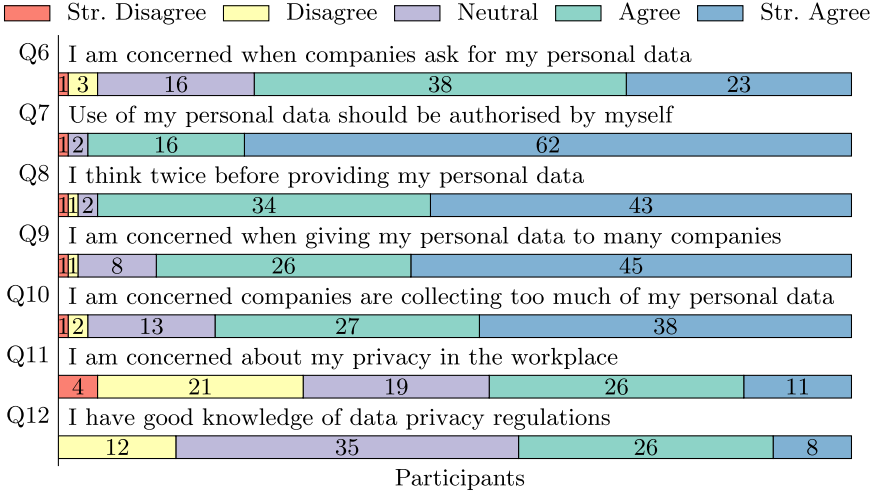 Str. Disagree Disagree Neutral Agree Str. Agree
Q6 I am concerned when companies ask for my personal data
1 3 16 38 23
Q7 Use of my personal data should be authorised by myself
1 2 16 62
Q8 I think twice before providing my personal data
1 1 2 34 43
Q9 I am concerned when giving my personal data to many companies
1 1 8 26 45
Q10 I am concerned companies are collecting too much of my personal data
1 2 13 27 38
Q11 I am concerned about my privacy in the workplace
4 21 19 26 11
Q12 I have good knowledge of data privacy regulations
12 35 26 8
Participants